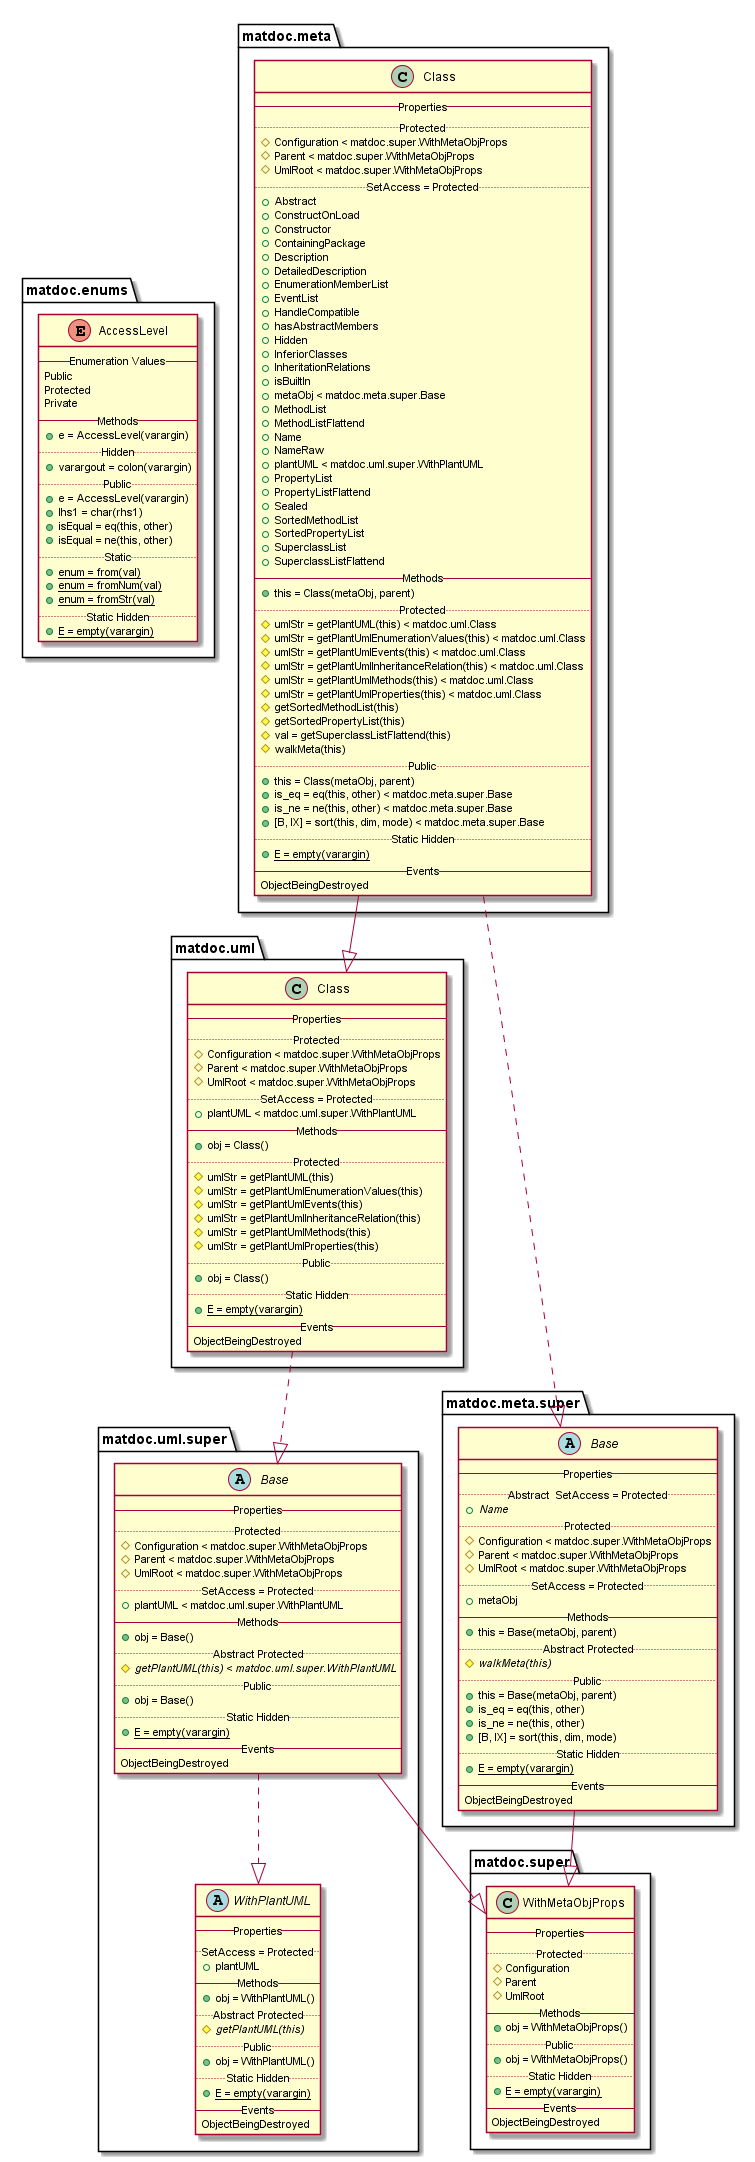 matdoc.meta
Class
Properties
Protected
Configuration < matdoc.super.WithMetaObjProps
Parent < matdoc.super.WithMetaObjProps
UmlRoot < matdoc.super.WithMetaObjProps
SetAccess = Protected
Abstract
ConstructOnLoad
Constructor
ContainingPackage
Description
DetailedDescription
EnumerationMemberList
EventList
HandleCompatible
hasAbstractMembers
Hidden
InferiorClasses
InheritationRelations
isBuiltIn
metaObj < matdoc.meta.super.Base
MethodList
MethodListFlattend
Name
NameRaw
plantUML < matdoc.uml.super.WithPlantUML
PropertyList
PropertyListFlattend
Sealed
SortedMethodList
SortedPropertyList
SuperclassList
SuperclassListFlattend
Methods
this = Class(metaObj, parent)
Protected
umlStr = getPlantUML(this) < matdoc.uml.Class
umlStr = getPlantUmlEnumerationValues(this) < matdoc.uml.Class
umlStr = getPlantUmlEvents(this) < matdoc.uml.Class
umlStr = getPlantUmlInheritanceRelation(this) < matdoc.uml.Class
umlStr = getPlantUmlMethods(this) < matdoc.uml.Class
umlStr = getPlantUmlProperties(this) < matdoc.uml.Class
getSortedMethodList(this)
getSortedPropertyList(this)
val = getSuperclassListFlattend(this)
walkMeta(this)
Public
this = Class(metaObj, parent)
is_eq = eq(this, other) < matdoc.meta.super.Base
is_ne = ne(this, other) < matdoc.meta.super.Base
[B, IX] = sort(this, dim, mode) < matdoc.meta.super.Base
Static Hidden
E = empty(varargin)
Events
ObjectBeingDestroyed
matdoc.enums
AccessLevel
Enumeration Values
Public
Protected
Private
Methods
e = AccessLevel(varargin)
Hidden
varargout = colon(varargin)
Public
e = AccessLevel(varargin)
lhs1 = char(rhs1)
isEqual = eq(this, other)
isEqual = ne(this, other)
Static
enum = from(val)
enum = fromNum(val)
enum = fromStr(val)
Static Hidden
E = empty(varargin)
matdoc.uml
Class
Properties
Protected
Configuration < matdoc.super.WithMetaObjProps
Parent < matdoc.super.WithMetaObjProps
UmlRoot < matdoc.super.WithMetaObjProps
SetAccess = Protected
plantUML < matdoc.uml.super.WithPlantUML
Methods
obj = Class()
Protected
umlStr = getPlantUML(this)
umlStr = getPlantUmlEnumerationValues(this)
umlStr = getPlantUmlEvents(this)
umlStr = getPlantUmlInheritanceRelation(this)
umlStr = getPlantUmlMethods(this)
umlStr = getPlantUmlProperties(this)
Public
obj = Class()
Static Hidden
E = empty(varargin)
Events
ObjectBeingDestroyed
matdoc.uml.super
Base
Properties
Protected
Configuration < matdoc.super.WithMetaObjProps
Parent < matdoc.super.WithMetaObjProps
UmlRoot < matdoc.super.WithMetaObjProps
SetAccess = Protected
plantUML < matdoc.uml.super.WithPlantUML
Methods
obj = Base()
Abstract Protected
getPlantUML(this) < matdoc.uml.super.WithPlantUML
Public
obj = Base()
Static Hidden
E = empty(varargin)
Events
ObjectBeingDestroyed
matdoc.meta.super
Base
Properties
Abstract SetAccess = Protected
Name
Protected
Configuration < matdoc.super.WithMetaObjProps
Parent < matdoc.super.WithMetaObjProps
UmlRoot < matdoc.super.WithMetaObjProps
SetAccess = Protected
metaObj
Methods
this = Base(metaObj, parent)
Abstract Protected
walkMeta(this)
Public
this = Base(metaObj, parent)
is_eq = eq(this, other)
is_ne = ne(this, other)
[B, IX] = sort(this, dim, mode)
Static Hidden
E = empty(varargin)
Events
ObjectBeingDestroyed
WithPlantUML
Properties
SetAccess = Protected
plantUML
Methods
obj = WithPlantUML()
Abstract Protected
getPlantUML(this)
Public
obj = WithPlantUML()
Static Hidden
E = empty(varargin)
Events
ObjectBeingDestroyed
matdoc.super
WithMetaObjProps
Properties
Protected
Configuration
Parent
UmlRoot
Methods
obj = WithMetaObjProps()
Public
obj = WithMetaObjProps()
Static Hidden
E = empty(varargin)
Events
ObjectBeingDestroyed